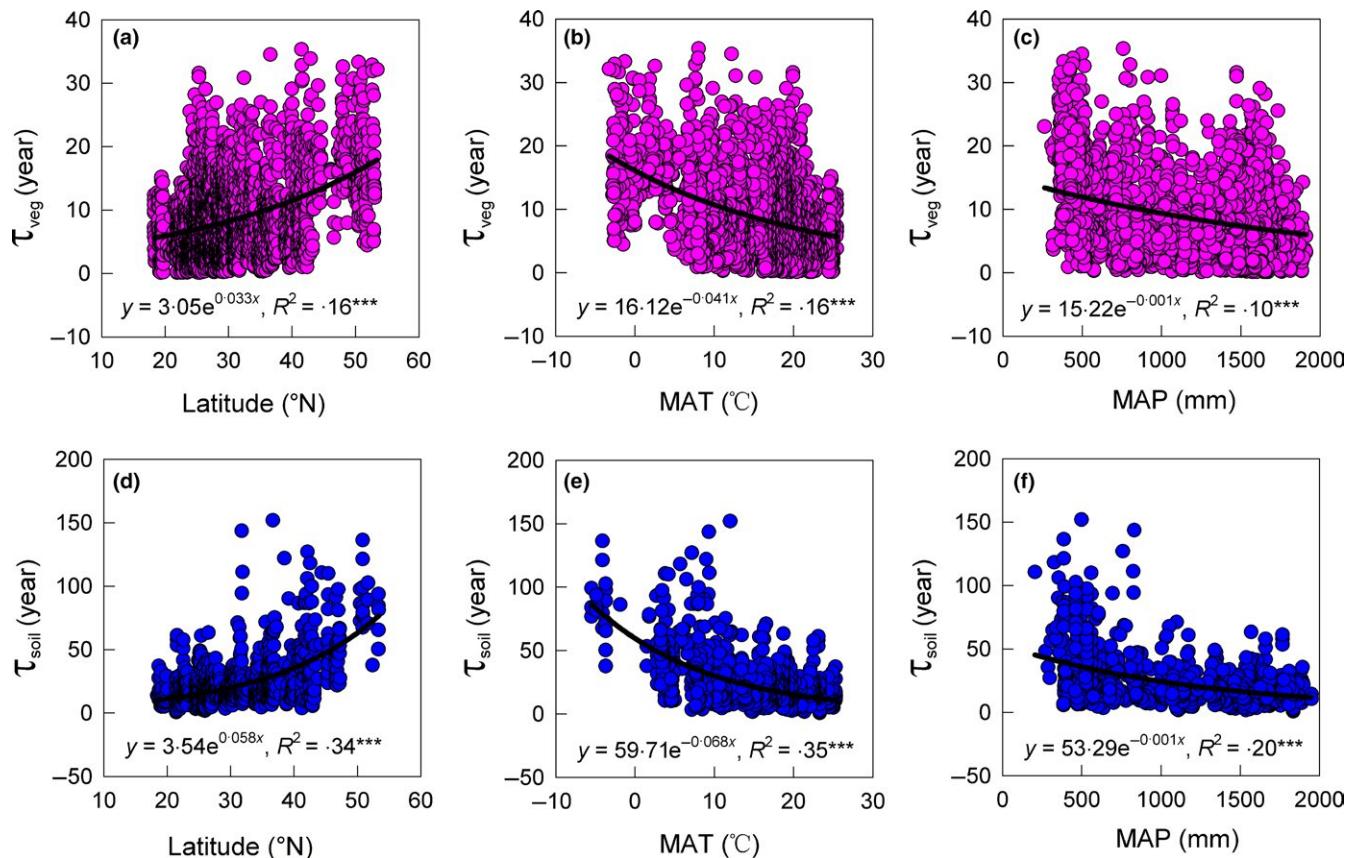 (a)
40
30
20
10
0
–10
τveg (year)
y = 3·05e^0·033x, R² = ·16***
10 20 30 40 50 60
Latitude (°N)
(b)
40
30
20
10
0
–10
τveg (year)
y = 16·12e^–0·041x, R² = ·16***
–10 0 10 20 30
MAT (℃)
(c)
40
30
20
10
0
–10
τveg (year)
y = 15·22e^–0·001x, R² = ·10***
0 500 1000 1500 2000
MAP (mm)
(d)
200
150
100
50
0
–50
τsoil (year)
y = 3·54e^0·058x, R² = ·34***
10 20 30 40 50 60
Latitude (°N)
(e)
200
150
100
50
0
–50
τsoil (year)
y = 59·71e^–0·068x, R² = ·35***
–10 0 10 20 30
MAT (℃)
(f)
200
150
100
50
0
–50
τsoil (year)
y = 53·29e^–0·001x, R² = ·20***
0 500 1000 1500 2000
MAP (mm)